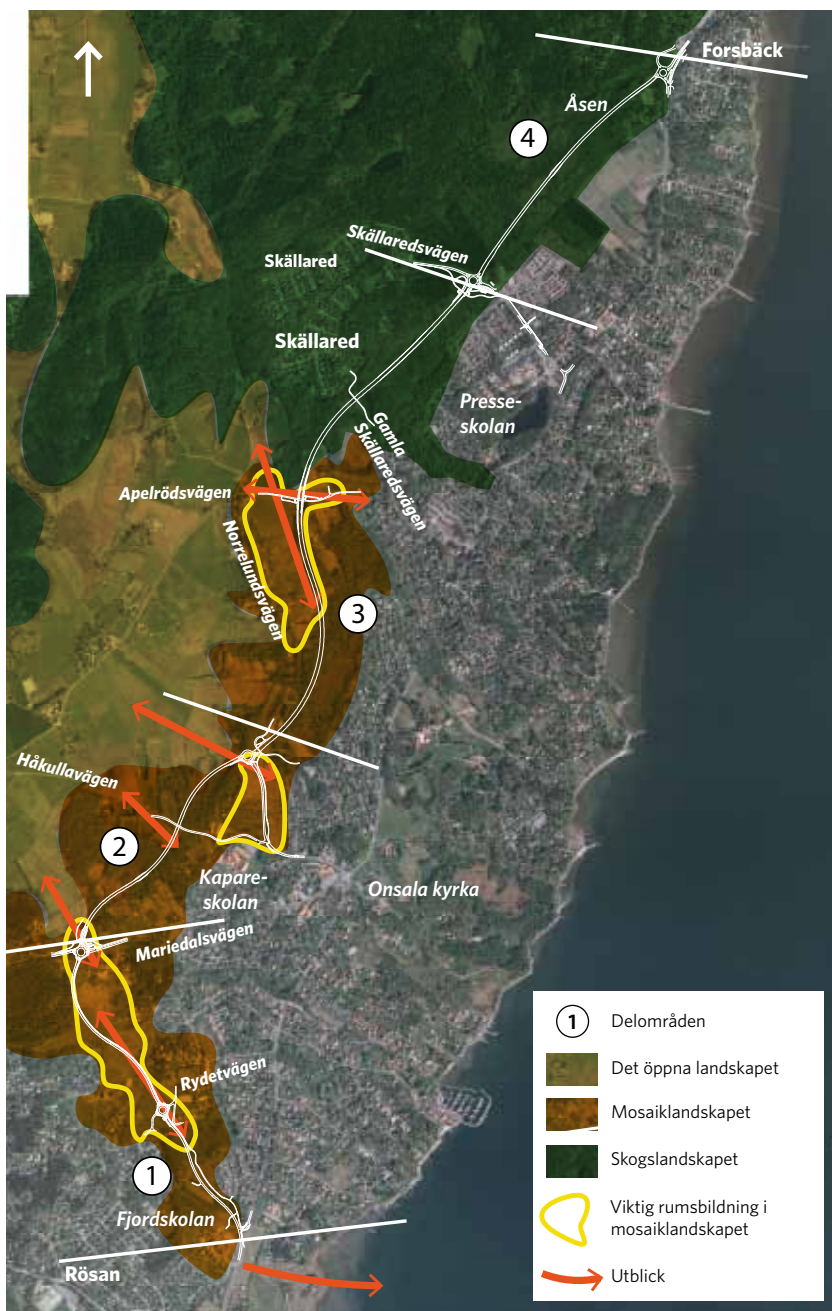 Forsbäck
Åsen
4
Skällaredsvägen
Skällared
Skällared
Presse-
skolan
Gamla
Skällaredsvägen
Apelrödsvägen
Norrelundsvägen
3
Håkullavägen
2
Kapare-
skolan
Onsala kyrka
Mariedalsvägen
Rydetvägen
1
Fjordskolan
Rösan
1 Delområden
Det öppna landskapet
Mosaiklandskapet
Skogslandskapet
Viktig rumsbildning i
mosaiklandskapet
Utblick